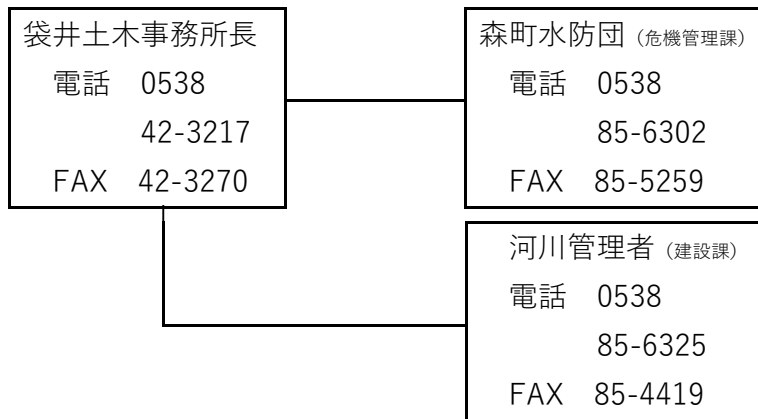 袋井土木事務所長
電話 0538
42-3217
FAX 42-3270
森町水防団 (危機管理課)
電話 0538
85-6302
FAX 85-5259
河川管理者 (建設課)
電話 0538
85-6325
FAX 85-4419